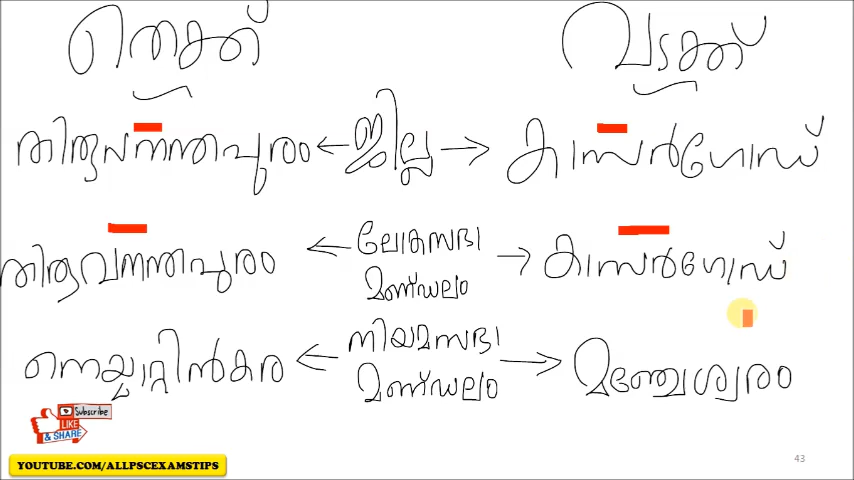 തെക്ക് വടക്ക്
തിരുവനന്തപുരം ← ജില്ല → കാസർഗോഡ്
തിരുവനന്തപുരം ← ലോകസഭാ മണ്ഡലം → കാസർഗോഡ്
നെയ്യാറ്റിൻകര ← നിയമസഭാ മണ്ഡലം → മഞ്ചേശ്വരം
Subscribe
LIKE
& SHARE
YOUTUBE.COM/ALLPSCEXAMSTIPS
43